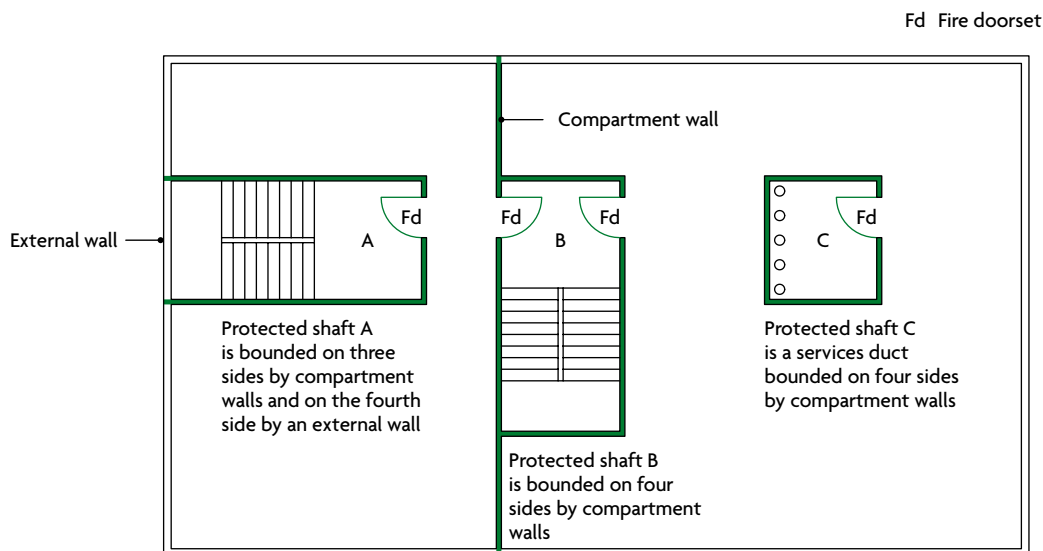 Fd Fire doorset
Compartment wall
Fd
Fd
Fd
Fd
External wall
A
B
C
Protected shaft A
is bounded on three
sides by compartment
walls and on the fourth
side by an external wall
Protected shaft B
is bounded on four
sides by compartment
walls
Protected shaft C
is a services duct
bounded on four sides
by compartment walls